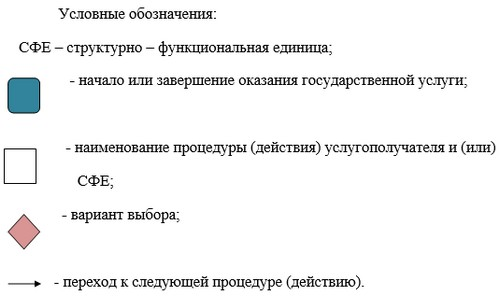 Условные обозначения:
СФЕ – структурно – функциональная единица;
- начало или завершение оказания государственной услуги;
- наименование процедуры (действия) услугополучателя и (или)
СФЕ;
- вариант выбора;
- переход к следующей процедуре (действию).